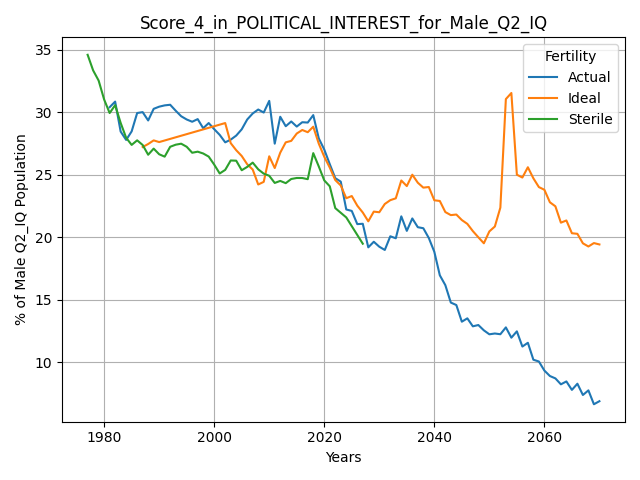 Score_4_in_POLITICAL_INTEREST_for_Male_Q2_IQ
% of Male Q2_IQ Population
35
30
25
20
15
10
Fertility
Actual
Ideal
Sterile
1980
2000
2020
2040
2060
Years